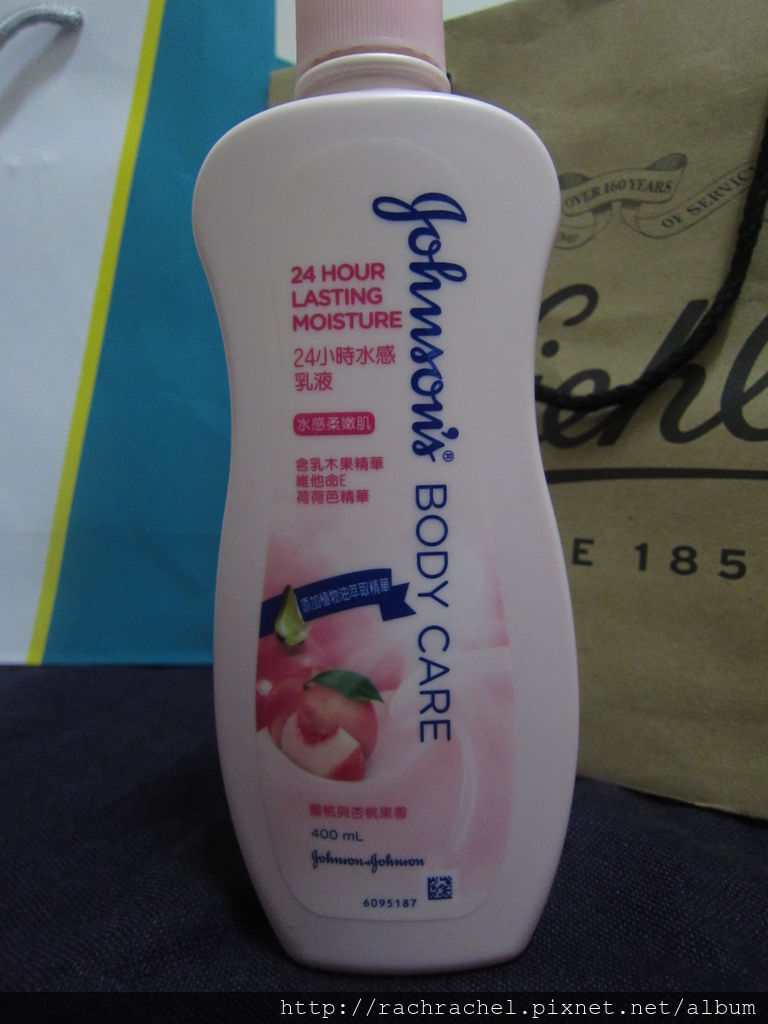 OVER 160 YEARS
OF SERVICE
Johnson's® BODY CARE
24 HOUR
LASTING
MOISTURE
24小時水感
乳液
水感柔嫩肌
含乳木果精華
維他命E
荷荷芭精華
添加植物油萃取精華
蜜桃與杏桃果香
400 mL
Johnson & Johnson
6095187
iehl
E 185
http://rachrachel.pixnet.net/album